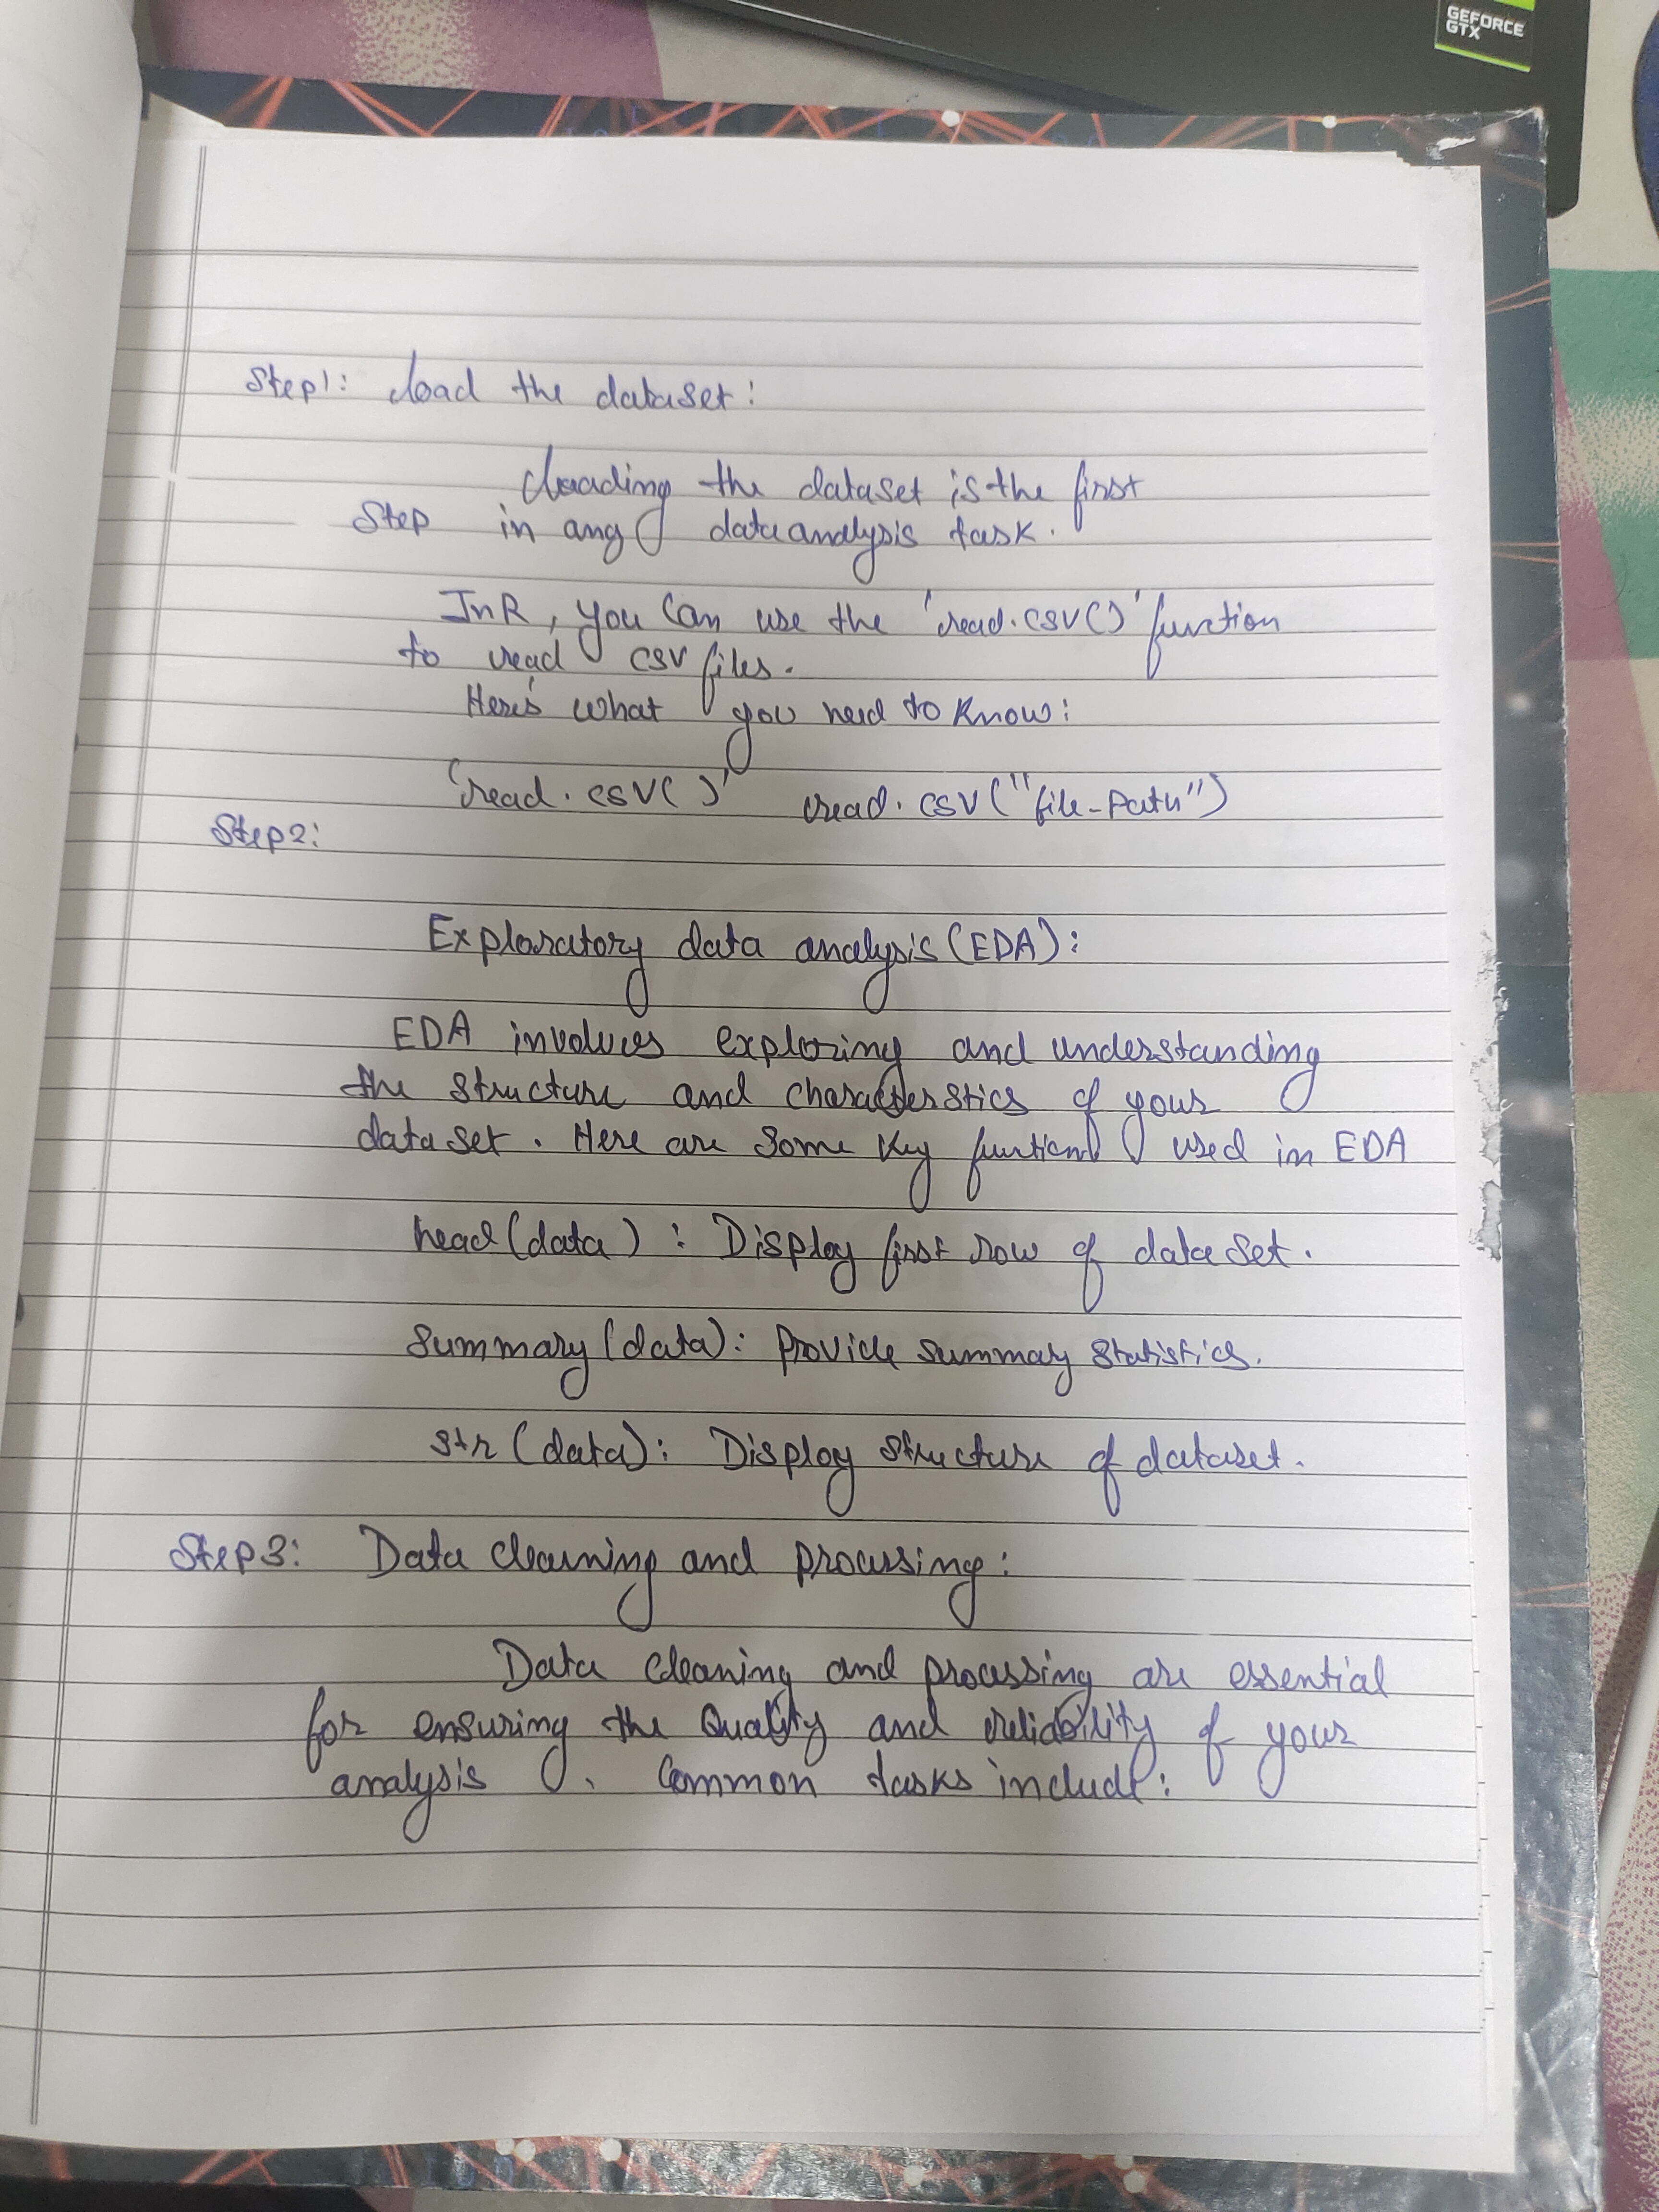 GEFORCE
GTX
Step1: Load the dataset:
Loading the dataset is the first
Step in any data analysis task.
In R, you can use the 'read.csv()' function
to read csv files.
Here's what you need to know:
'read.csv()' read.csv("file-path")
Step2:
Exploratory data analysis (EDA):
EDA involves exploring and understanding
the structure and characterstics of your
dataset. Here are some key function used in EDA
head(data) : Display first row of dataset.
Summary(data): Provide summary statistics.
str(data): Display structure of dataset.
Step3: Data cleaning and processing:
Data cleaning and processing are essential
for ensuring the quality and reliability of your
analysis. Common tasks include: